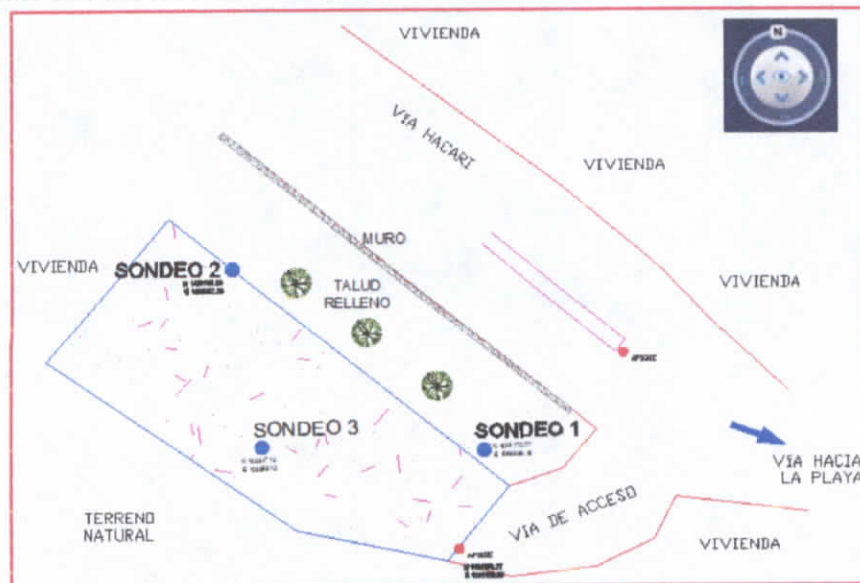 VIVIENDA
N
VIA HACARI
VIVIENDA
MURO
VIVIENDA
SONDEO 2
TALUD
RELLENO
VIVIENDA
SONDEO 3
SONDEO 1
VIA HACIA
LA PLAYA
TERRENO
NATURAL
VIA DE ACCESO
VIVIENDA